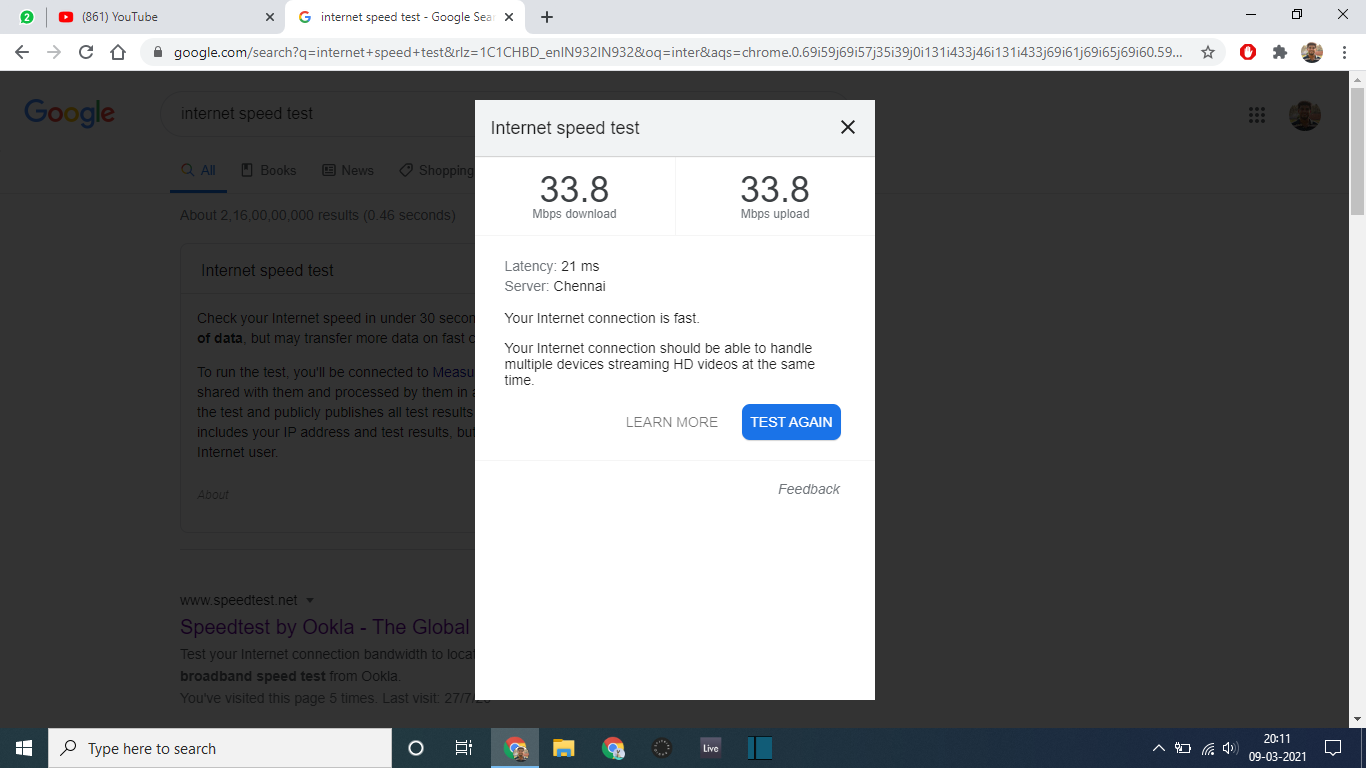 2
(861) YouTube
internet speed test - Google Sear
google.com/search?q=internet+speed+test&rlz=1C1CHBD_enIN932IN932&oq=inter&aqs=chrome.0.69i59j69i57j35i39j0i131i433j46i131i433j69i61j69i65j69i60.59...
Google
internet speed test
All
Books
News
Shopping
About 2,16,00,00,000 results (0.46 seconds)
Internet speed test
Check your Internet speed in under 30 secon
of data, but may transfer more data on fast c
To run the test, you'll be connected to Measu
shared with them and processed by them in a
the test and publicly publishes all test results
includes your IP address and test results, but
Internet user.
About
www.speedtest.net
Speedtest by Ookla - The Global
Test your Internet connection bandwidth to locat
broadband speed test from Ookla.
You've visited this page 5 times. Last visit: 27/7/20
Internet speed test
33.8
Mbps download
33.8
Mbps upload
Latency: 21 ms
Server: Chennai
Your Internet connection is fast.
Your Internet connection should be able to handle
multiple devices streaming HD videos at the same
time.
LEARN MORE
TEST AGAIN
Feedback
Type here to search
Live
20:11
09-03-2021